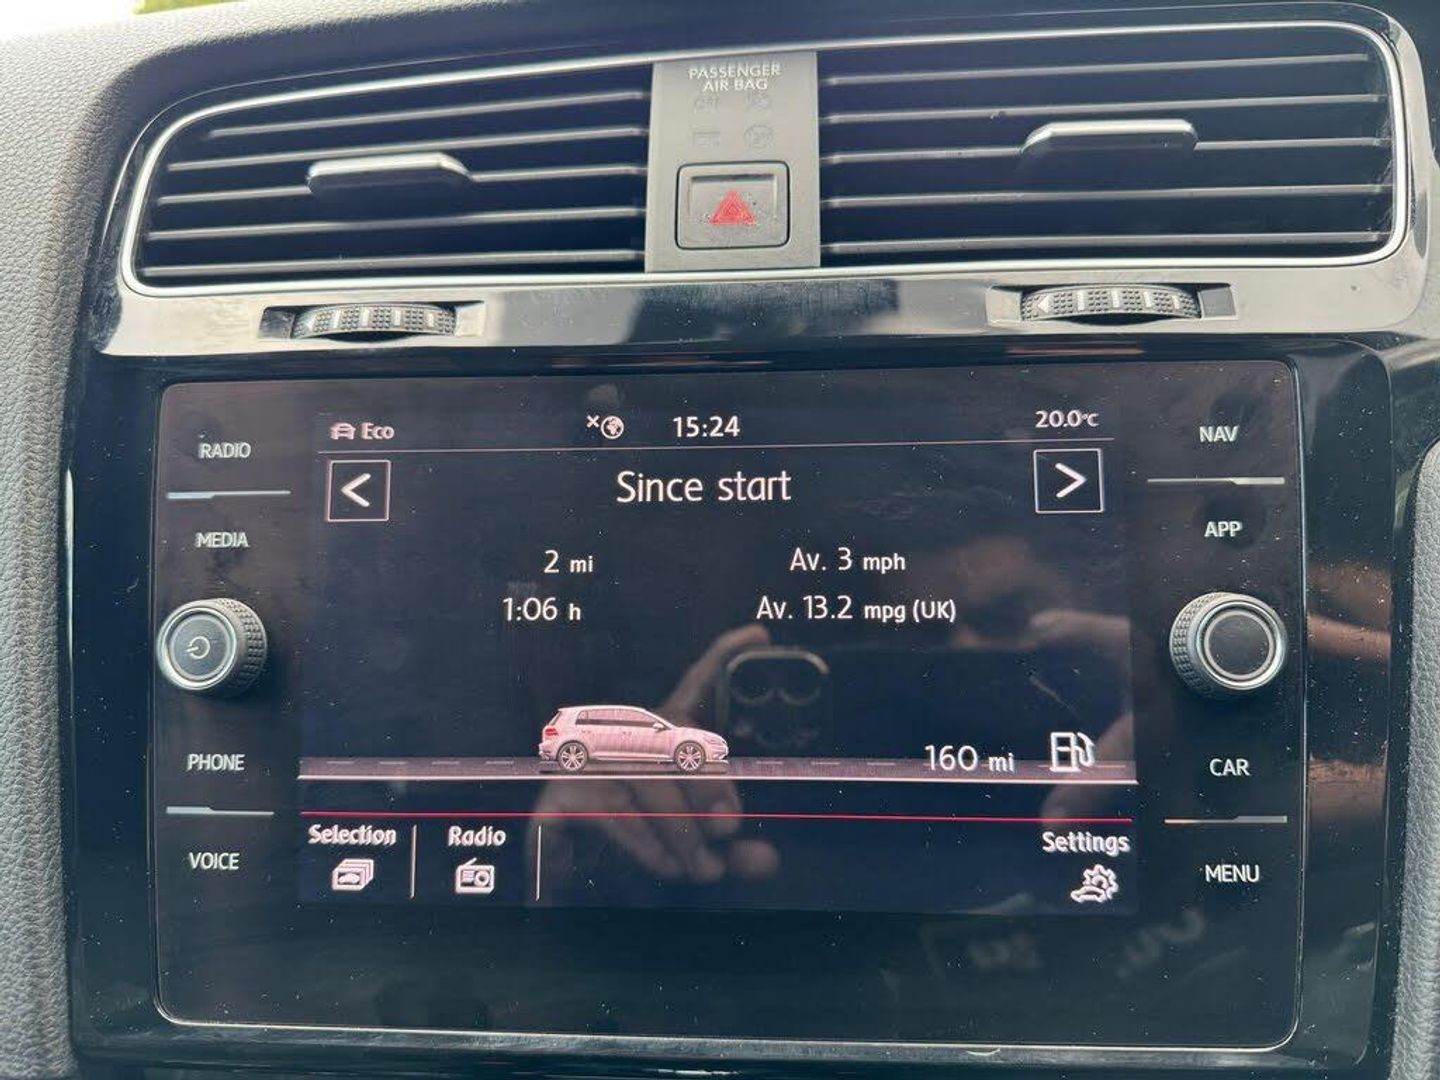 PASSENGER
AIR BAG
RADIO
MEDIA
PHONE
VOICE
Eco
15:24
20.0°C
<
Since start
>
2 mi
Av. 3 mph
1:06 h
Av. 13.2 mpg (UK)
160 mi
Selection
Radio
Settings
NAV
APP
CAR
MENU